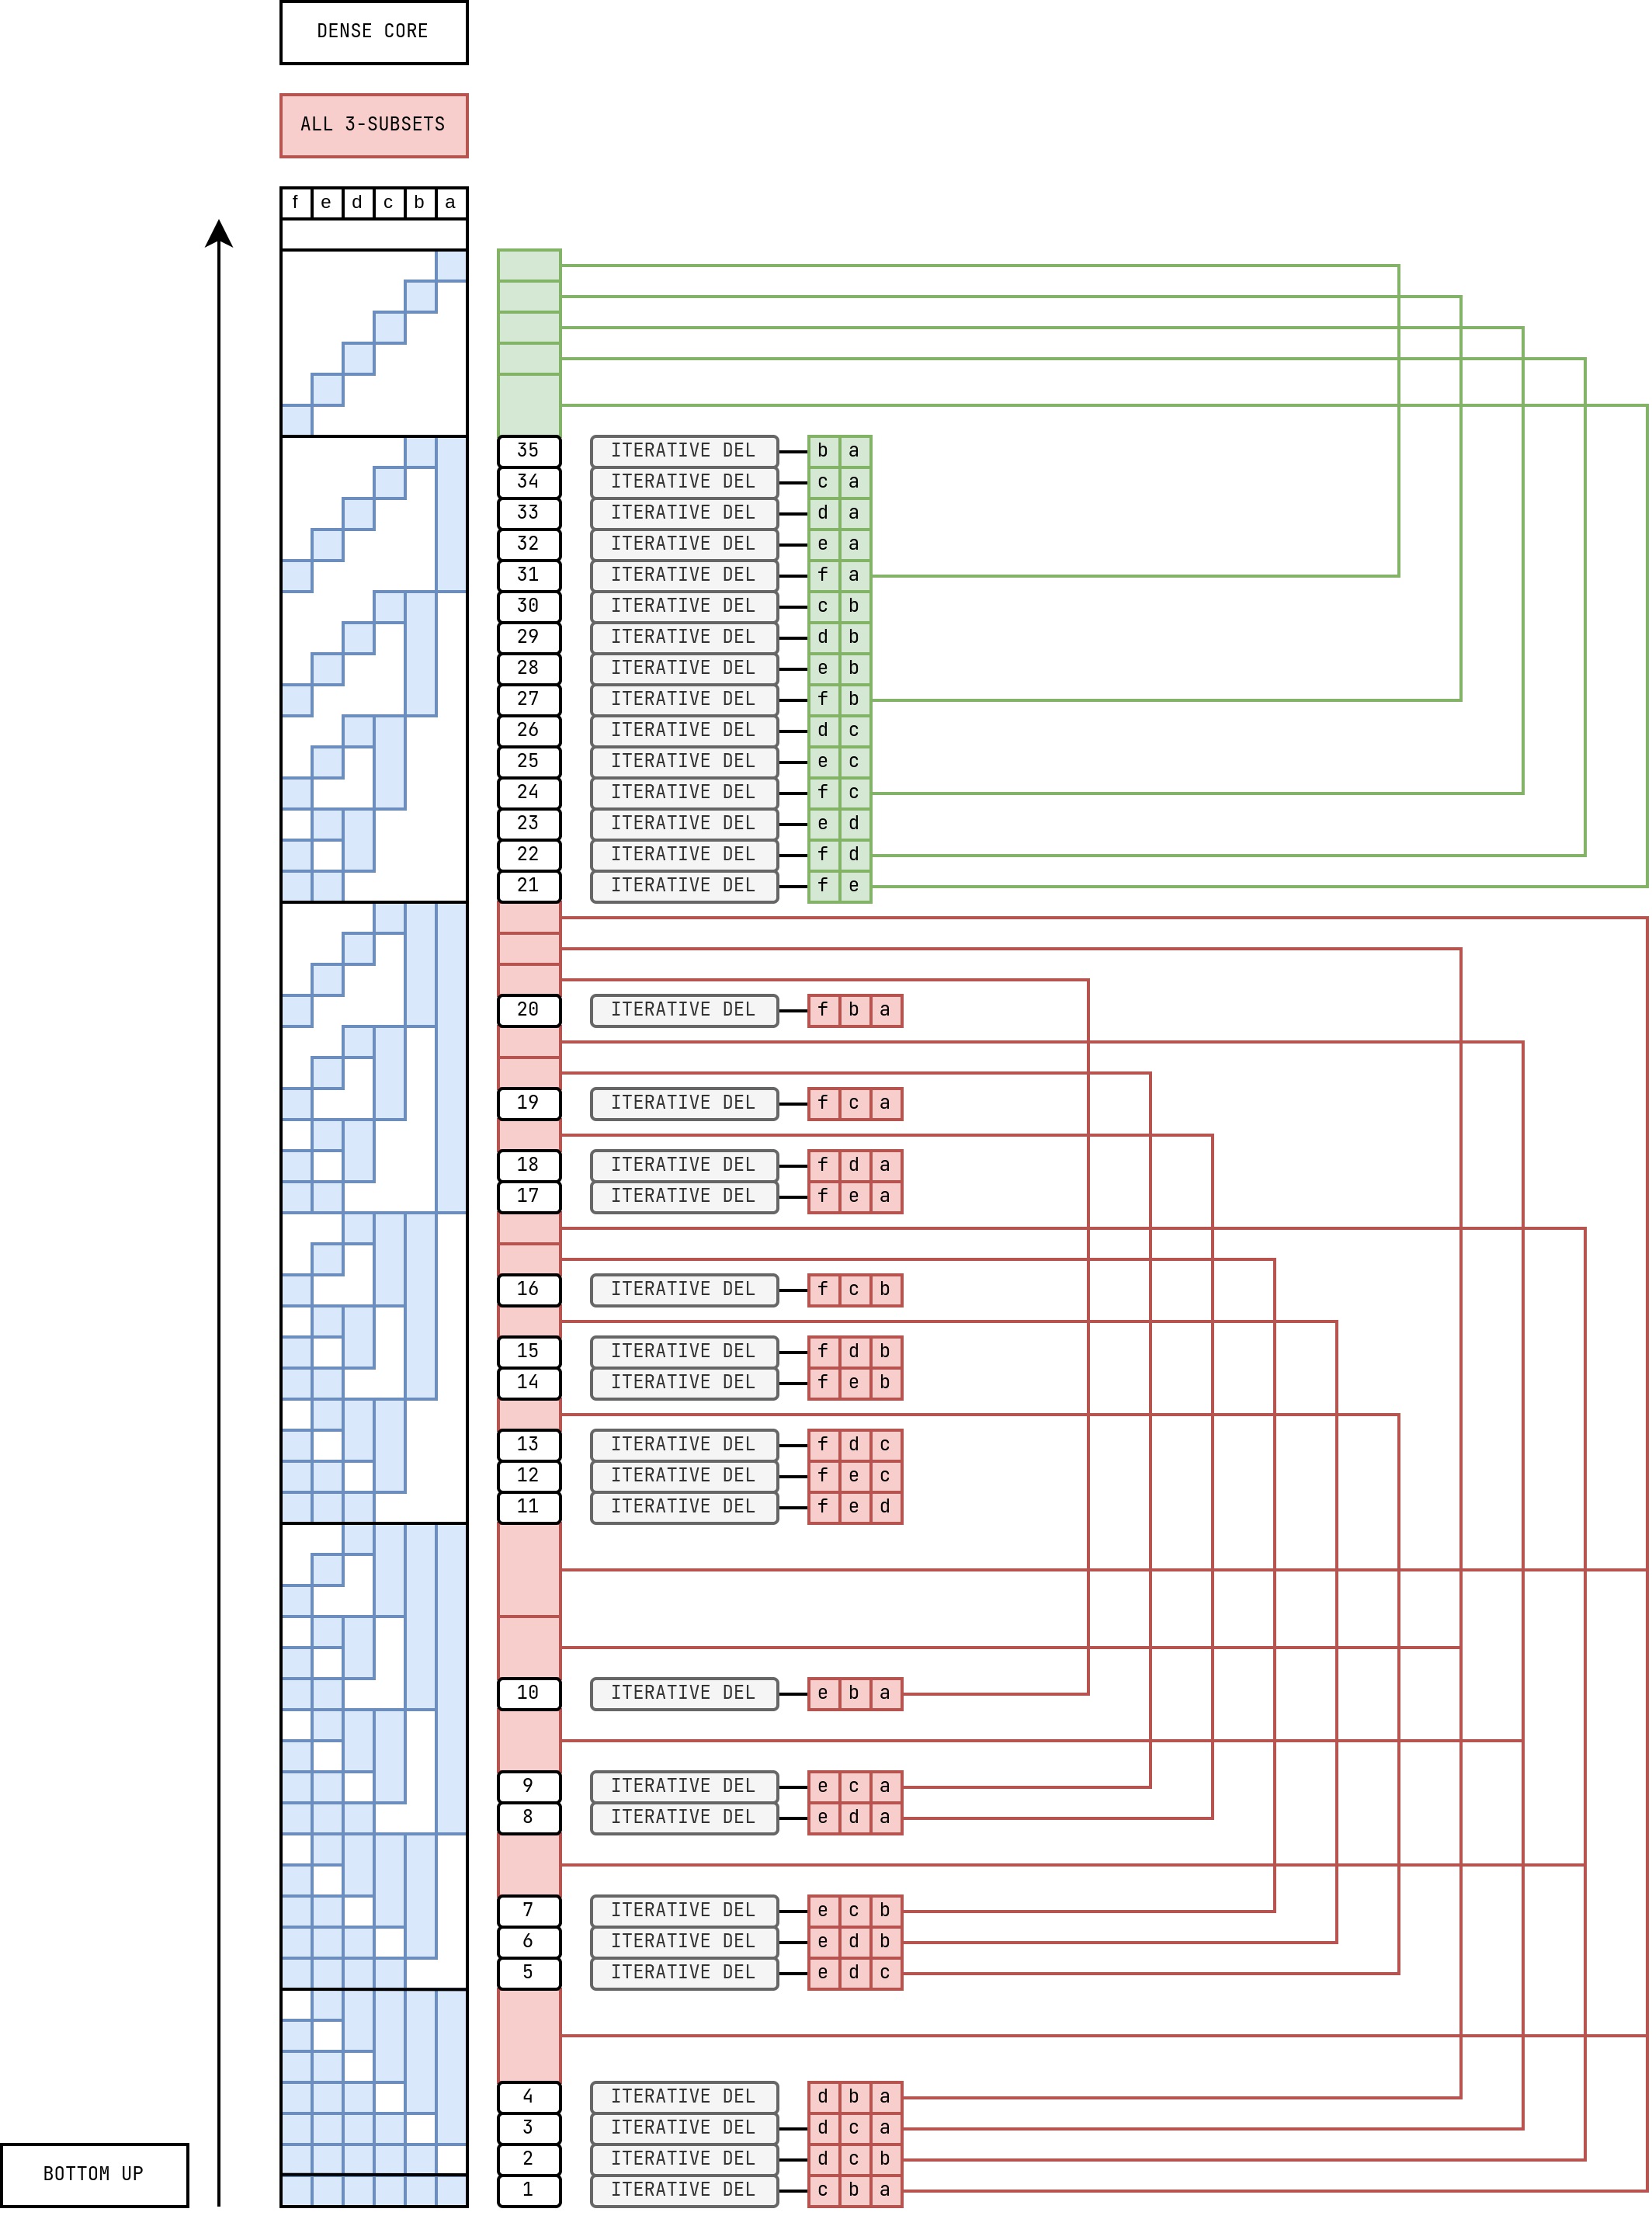 DENSE CORE
ALL 3-SUBSETS
f e d c b a
35 ITERATIVE DEL b a
34 ITERATIVE DEL c a
33 ITERATIVE DEL d a
32 ITERATIVE DEL e a
31 ITERATIVE DEL f a
30 ITERATIVE DEL c b
29 ITERATIVE DEL d b
28 ITERATIVE DEL e b
27 ITERATIVE DEL f b
26 ITERATIVE DEL d c
25 ITERATIVE DEL e c
24 ITERATIVE DEL f c
23 ITERATIVE DEL e d
22 ITERATIVE DEL f d
21 ITERATIVE DEL f e
20 ITERATIVE DEL f b a
19 ITERATIVE DEL f c a
18 ITERATIVE DEL f d a
17 ITERATIVE DEL f e a
16 ITERATIVE DEL f c b
15 ITERATIVE DEL f d b
14 ITERATIVE DEL f e b
13 ITERATIVE DEL f d c
12 ITERATIVE DEL f e c
11 ITERATIVE DEL f e d
10 ITERATIVE DEL e b a
9 ITERATIVE DEL e c a
8 ITERATIVE DEL e d a
7 ITERATIVE DEL e c b
6 ITERATIVE DEL e d b
5 ITERATIVE DEL e d c
4 ITERATIVE DEL d b a
3 ITERATIVE DEL d c a
2 ITERATIVE DEL d c b
1 ITERATIVE DEL c b a
BOTTOM UP